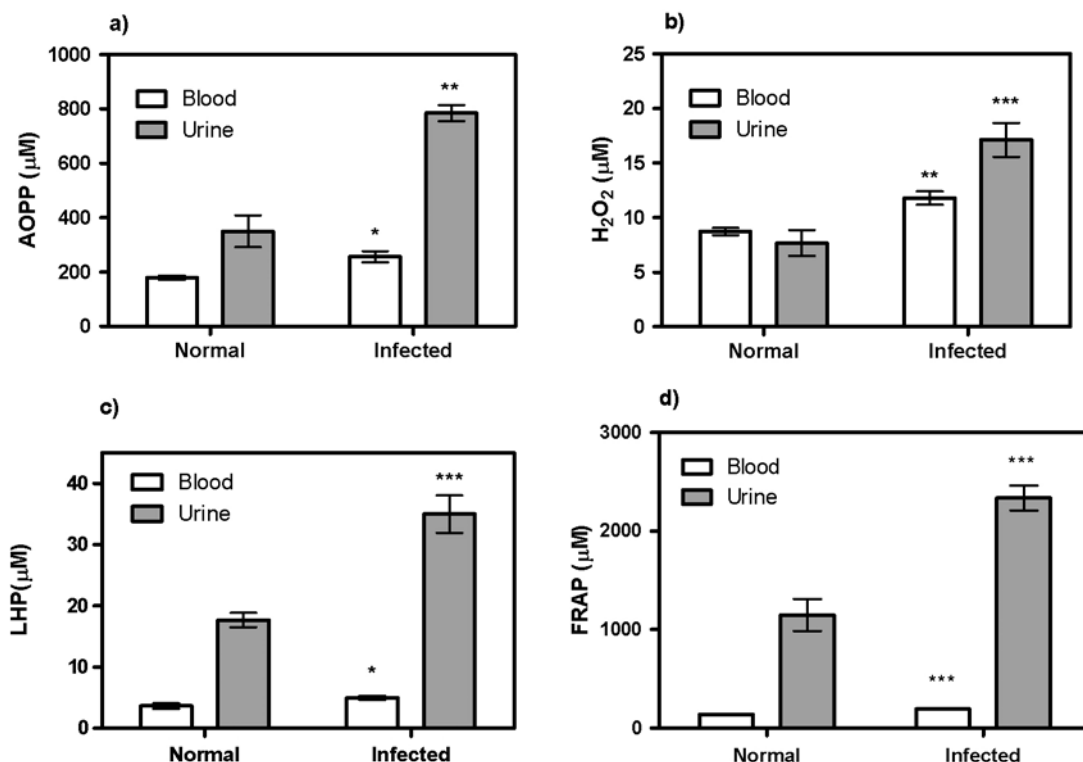 a)
1000
800
600
400
200
0
AOPP (μM)
Blood
Urine
*
**
Normal Infected
b)
25
20
15
10
5
0
H₂O₂ (μM)
Blood
Urine
**
***
Normal Infected
c)
40
30
20
10
0
LHP(μM)
Blood
Urine
*
***
Normal Infected
d)
3000
2000
1000
0
FRAP (μM)
Blood
Urine
***
***
Normal Infected